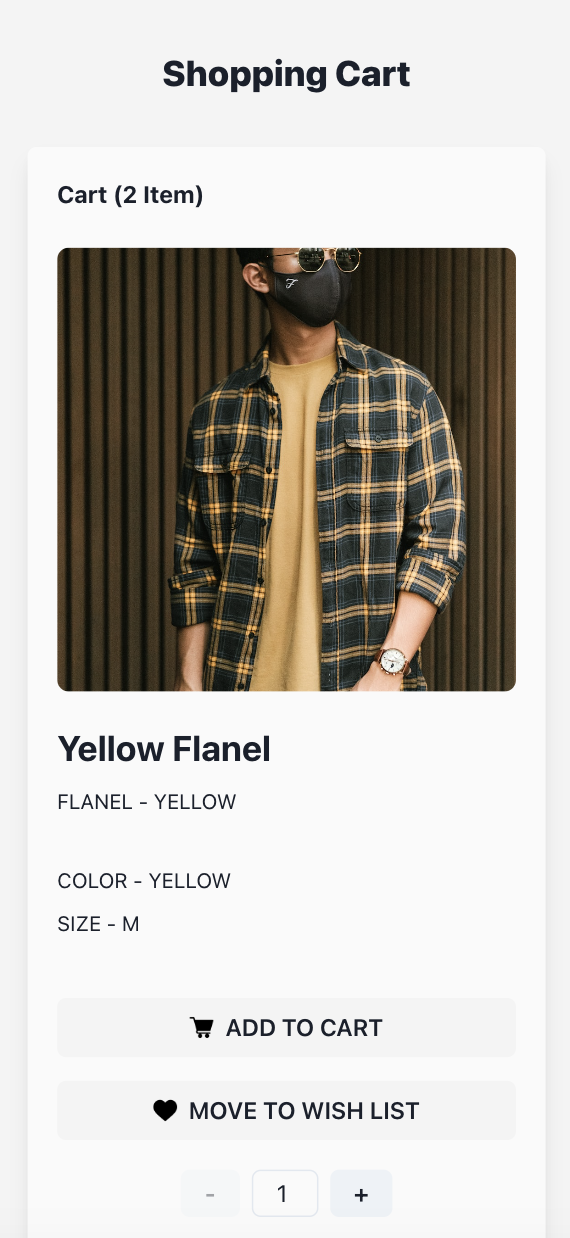 Shopping Cart
Cart (2 Item)
Yellow Flanel
FLANEL - YELLOW
COLOR - YELLOW
SIZE - M
ADD TO CART
MOVE TO WISH LIST
- 1 +